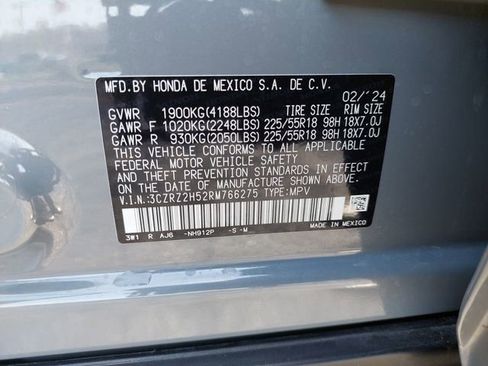 MFD.BY HONDA DE MEXICO S.A. DE C.V.
02/'24
GVWR 1900KG(4188LBS) TIRE SIZE RIM SIZE
GAWR F 1020KG(2248LBS) 225/55R18 98H 18X7.0J
GAWR R 930KG(2050LBS) 225/55R18 98H 18X7.0J
THIS VEHICLE CONFORMS TO ALL APPLICABLE
FEDERAL MOTOR VEHICLE SAFETY
AND THEFT PREVENTION STANDARDS IN EFFECT
ON THE DATE OF MANUFACTURE SHOWN ABOVE.
V.I.N:3CZRZ2H52RM766275 TYPE:MPV
3W1 R AJ6 -NH912P -S-M
MADE IN MEXICO